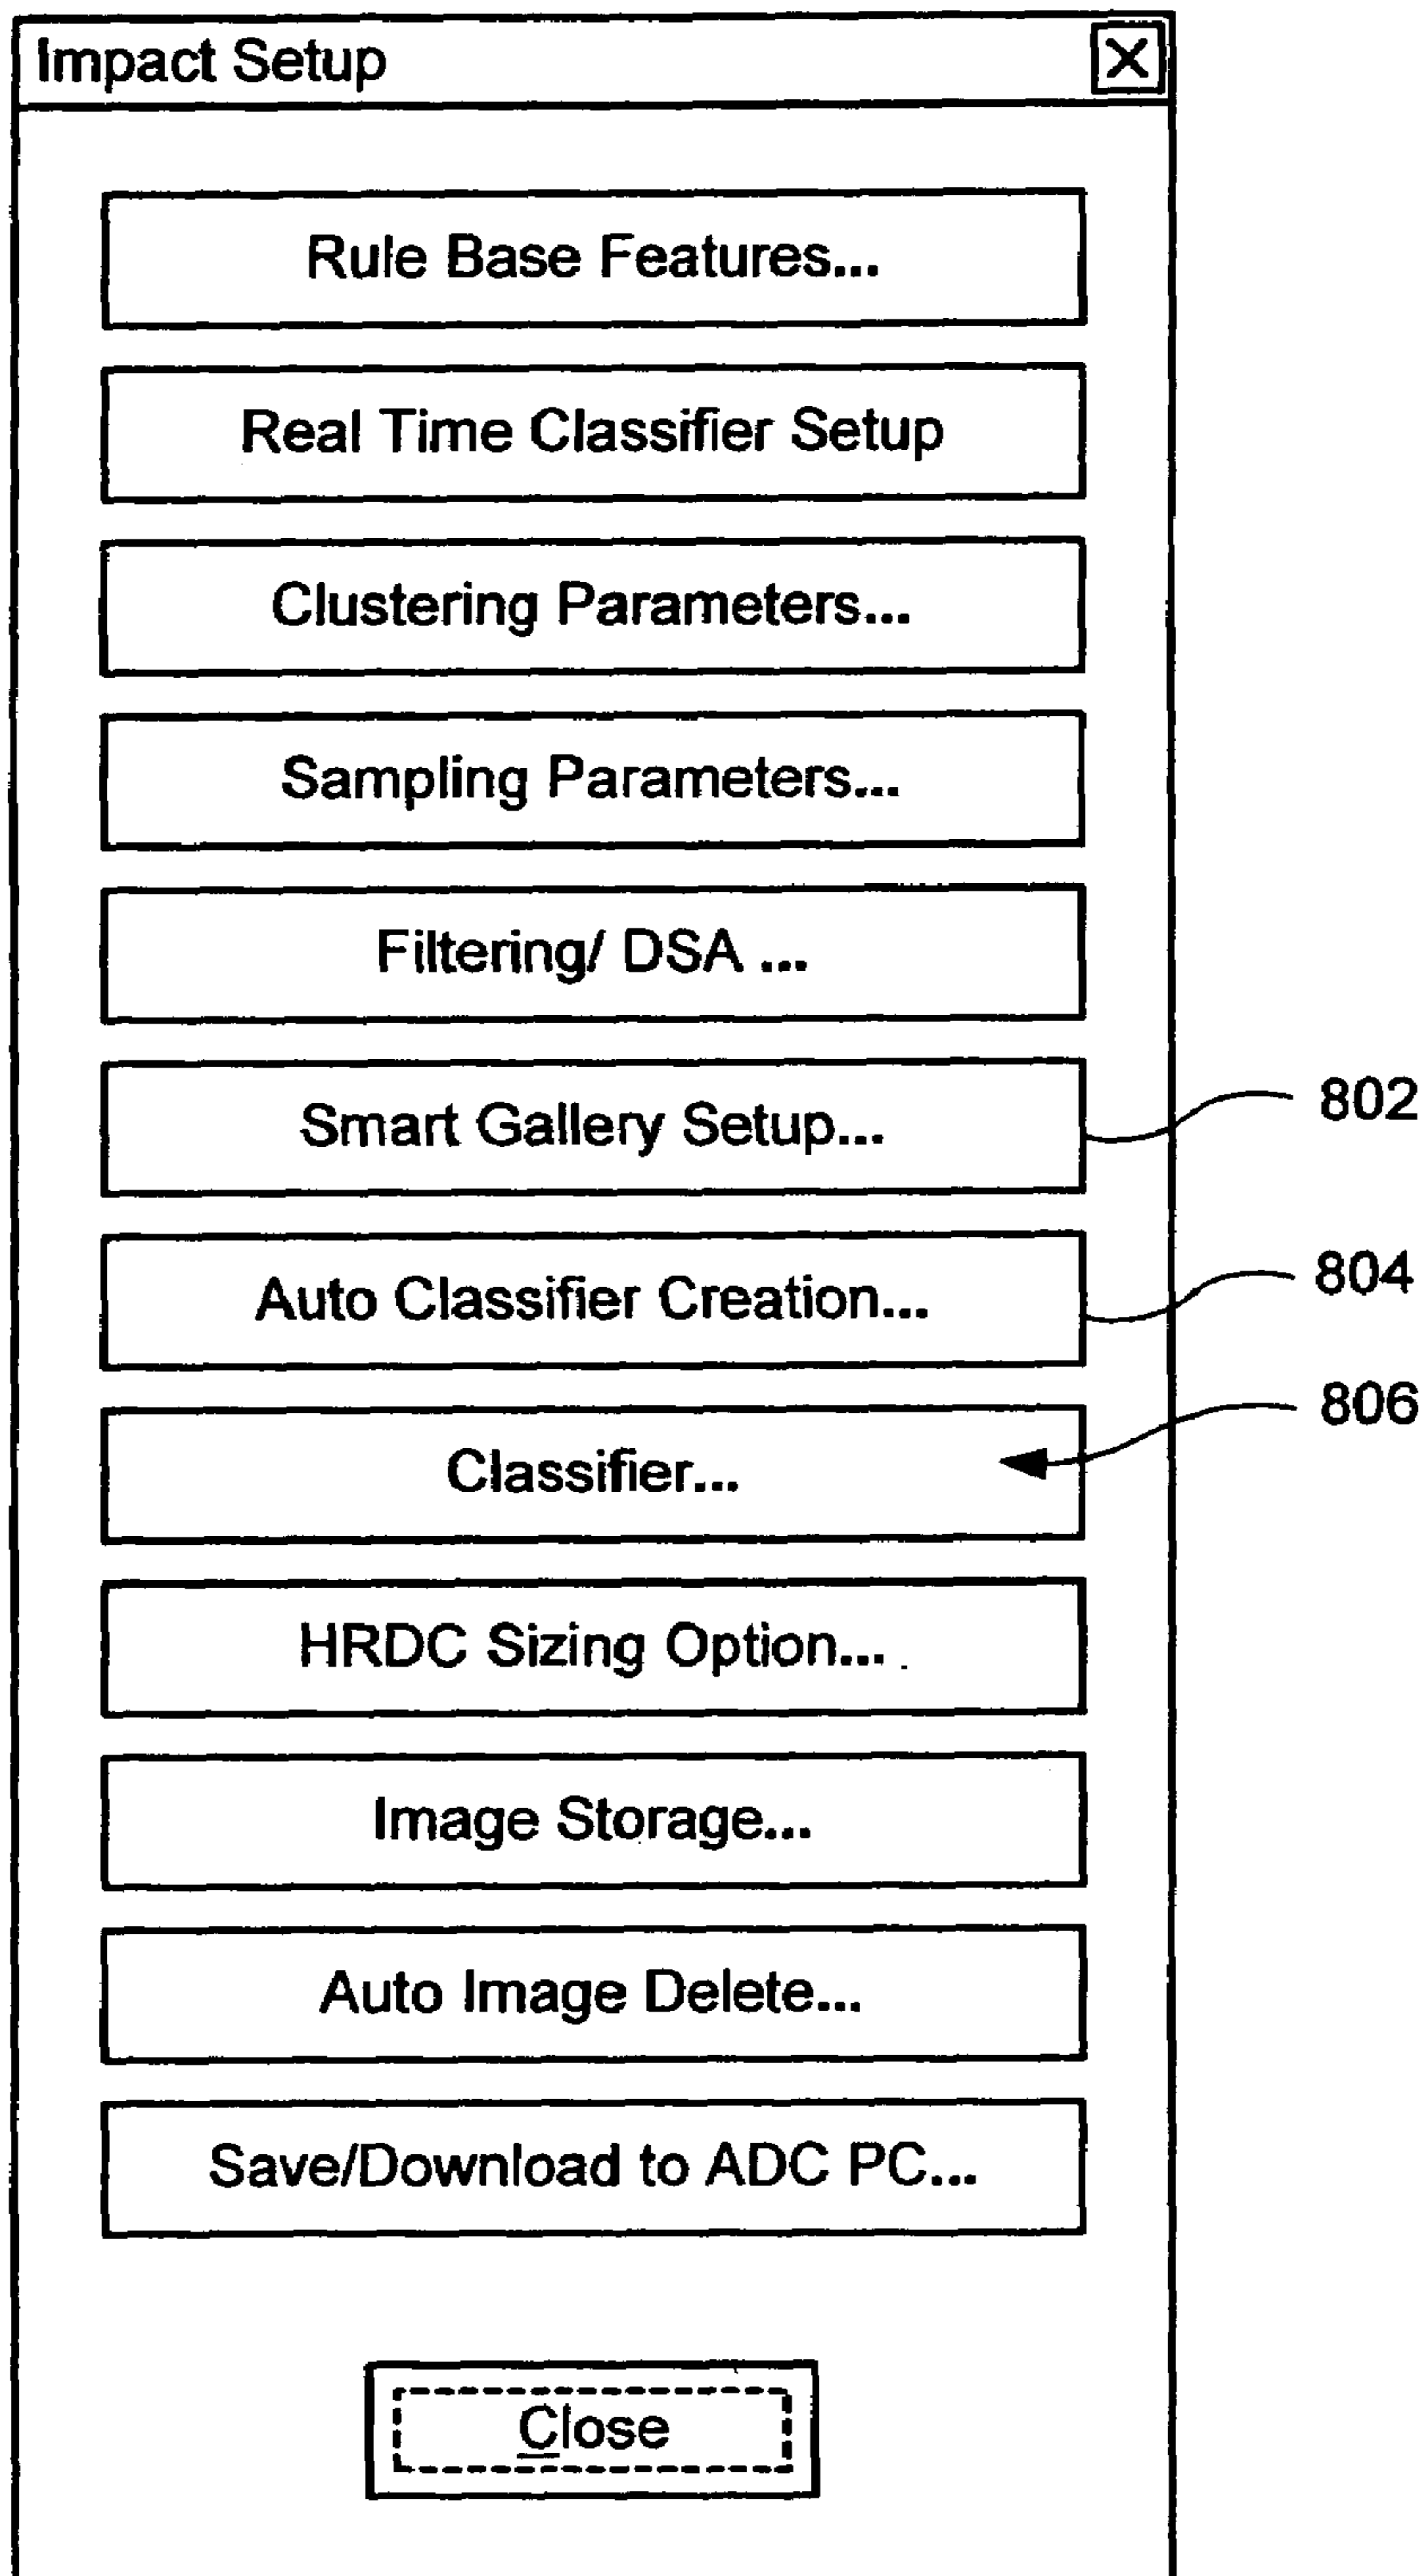 Impact Setup
Rule Base Features...
Real Time Classifier Setup
Clustering Parameters...
Sampling Parameters...
Filtering/ DSA ...
Smart Gallery Setup...
802
Auto Classifier Creation...
804
Classifier...
806
HRDC Sizing Option...
Image Storage...
Auto Image Delete...
Save/Download to ADC PC...
Close